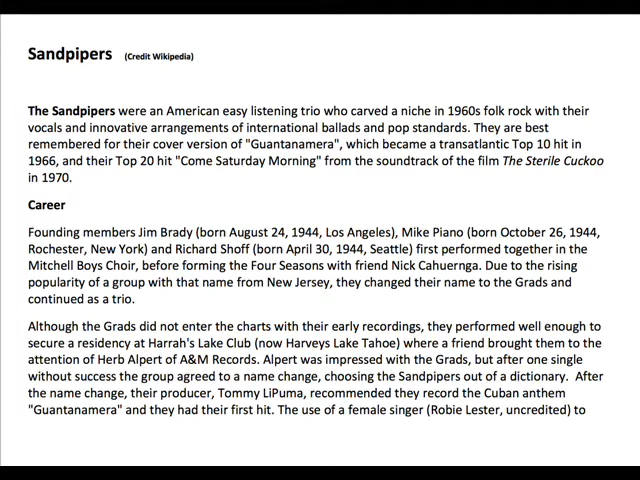 Sandpipers (Credit Wikipedia)
The Sandpipers were an American easy listening trio who carved a niche in 1960s folk rock with their
vocals and innovative arrangements of international ballads and pop standards. They are best
remembered for their cover version of "Guantanamera", which became a transatlantic Top 10 hit in
1966, and their Top 20 hit "Come Saturday Morning" from the soundtrack of the film The Sterile Cuckoo
in 1970.
Career
Founding members Jim Brady (born August 24, 1944, Los Angeles), Mike Piano (born October 26, 1944,
Rochester, New York) and Richard Shoff (born April 30, 1944, Seattle) first performed together in the
Mitchell Boys Choir, before forming the Four Seasons with friend Nick Cahuernga. Due to the rising
popularity of a group with that name from New Jersey, they changed their name to the Grads and
continued as a trio.
Although the Grads did not enter the charts with their early recordings, they performed well enough to
secure a residency at Harrah's Lake Club (now Harveys Lake Tahoe) where a friend brought them to the
attention of Herb Alpert of A&M Records. Alpert was impressed with the Grads, but after one single
without success the group agreed to a name change, choosing the Sandpipers out of a dictionary. After
the name change, their producer, Tommy LiPuma, recommended they record the Cuban anthem
"Guantanamera" and they had their first hit. The use of a female singer (Robie Lester, uncredited) to